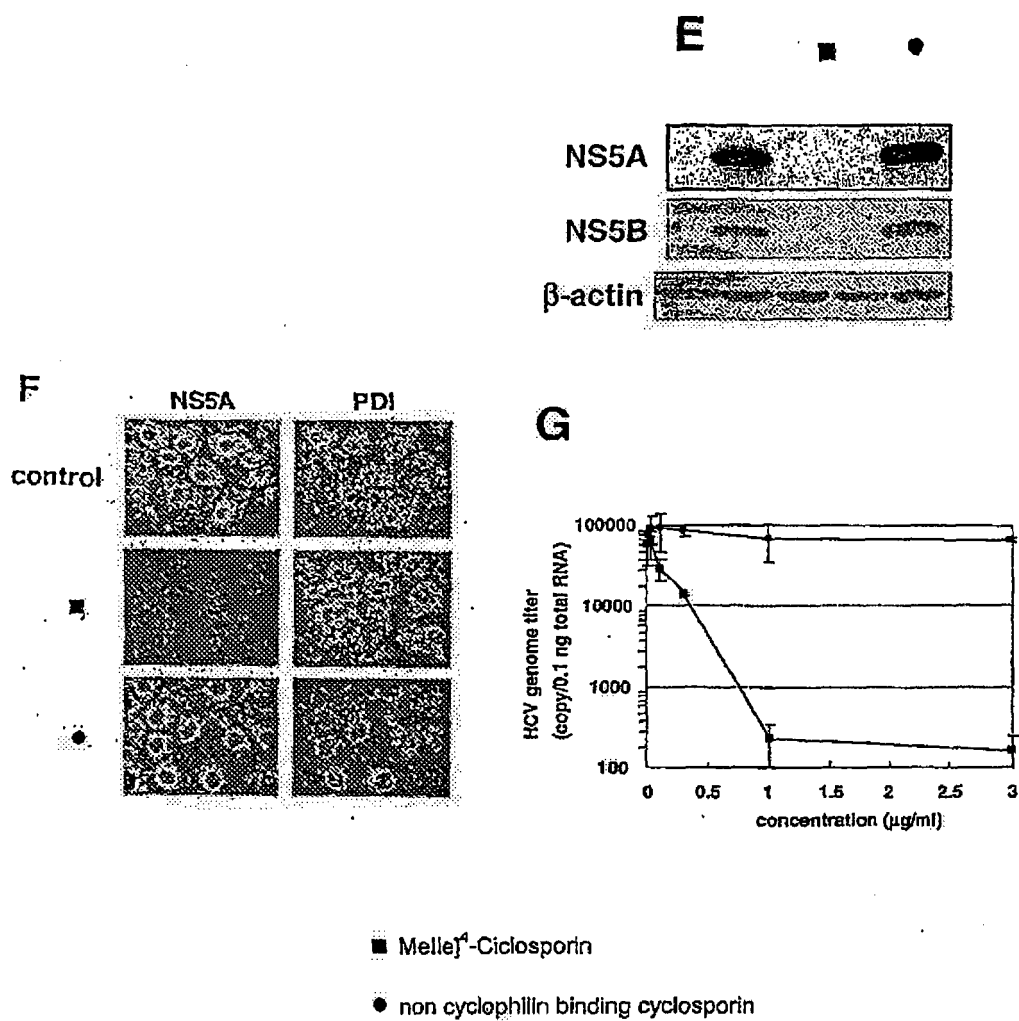 E
NS5A
NS5B
β-actin
F
NS5A PDI
control
G
HCV genome titer
(copy/0.1 ng total RNA)
100000
10000
1000
100
0 0.5 1 1.5 2 2.5 3
concentration (µg/ml)
■ MeIle]⁴-Ciclosporin
● non cyclophilin binding cyclosporin